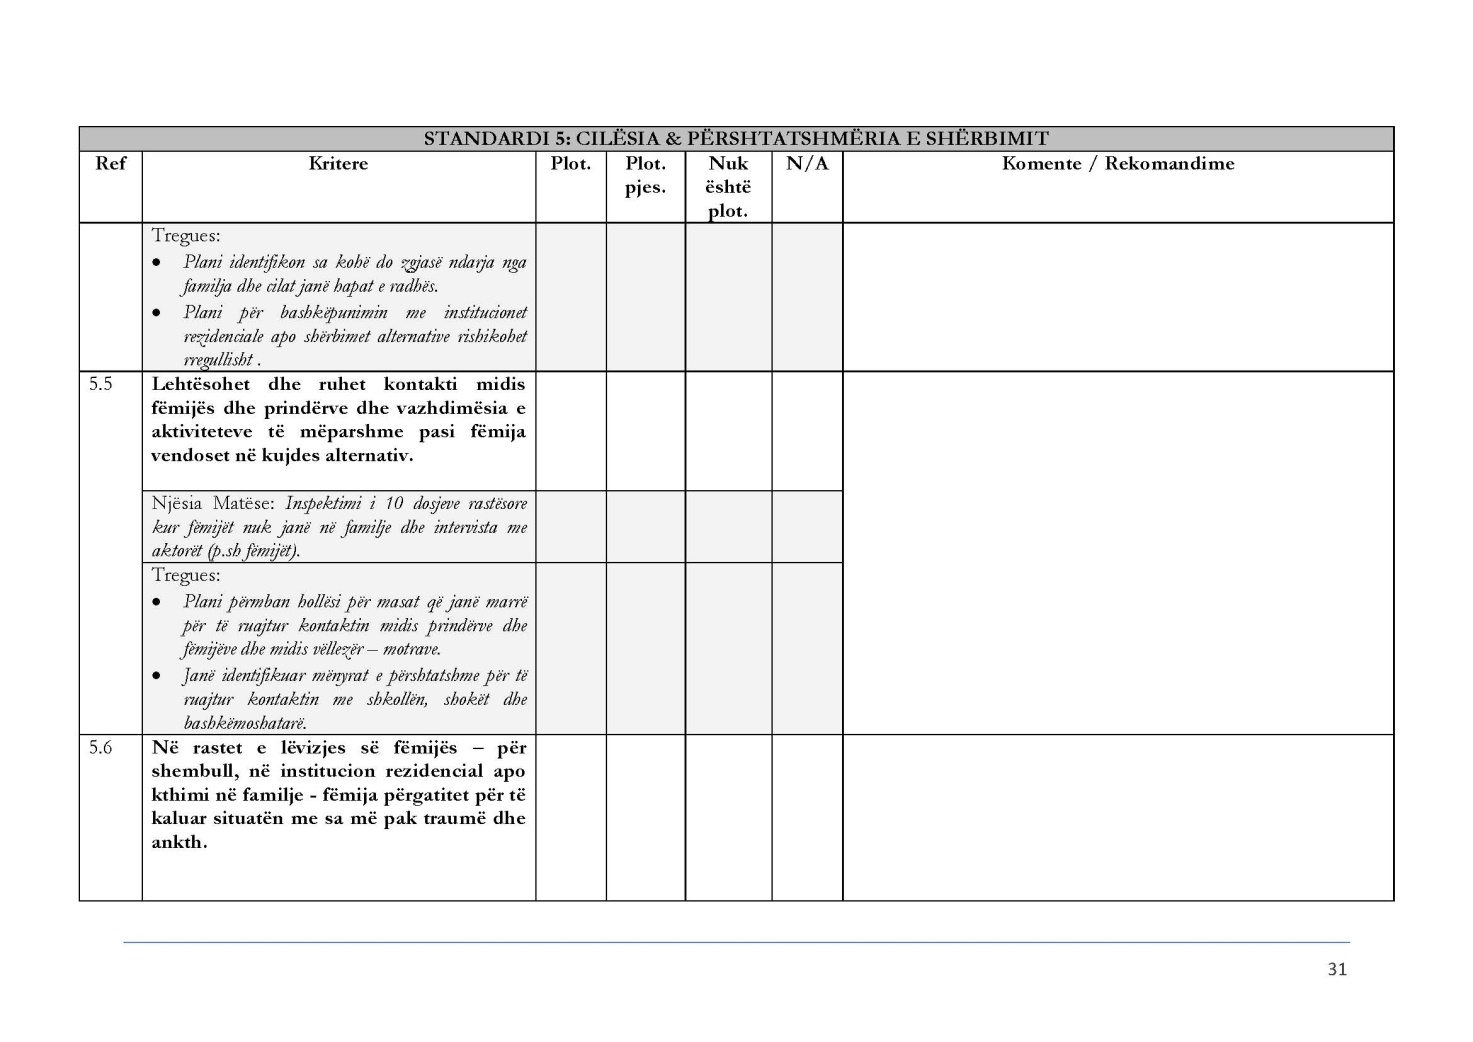 STANDARDI 5: CILËSIA & PËRSHTATSHMËRIA E SHËRBIMIT
Ref Kritere Plot. Plot. pjes. Nuk është plot. N/A Komente / Rekomandime
Tregues:
• Plani identifikon sa kohë do zgjasë ndarja nga
familja dhe cilat janë hapat e radhës.
• Plani për bashkëpunimin me institucionet
rezidenciale apo shërbimet alternative rishikohet
rregullisht .
5.5 Lehtësohet dhe ruhet kontakti midis
fëmijës dhe prindërve dhe vazhdimësia e
aktiviteteve të mëparshme pasi fëmija
vendoset në kujdes alternativ.
Njësia Matëse: Inspektimi i 10 dosjeve rastësore
kur fëmijët nuk janë në familje dhe intervista me
aktorët (p.sh fëmijët).
Tregues:
• Plani përmban hollësi për masat që janë marrë
për të ruajtur kontaktin midis prindërve dhe
fëmijëve dhe midis vëllezër – motrave.
• Janë identifikuar mënyrat e përshtatshme për të
ruajtur kontaktin me shkollën, shokët dhe
bashkëmoshatarë.
5.6 Në rastet e lëvizjes së fëmijës – për
shembull, në institucion rezidencial apo
kthimi në familje - fëmija përgatitet për të
kaluar situatën me sa më pak traumë dhe
ankth.
31